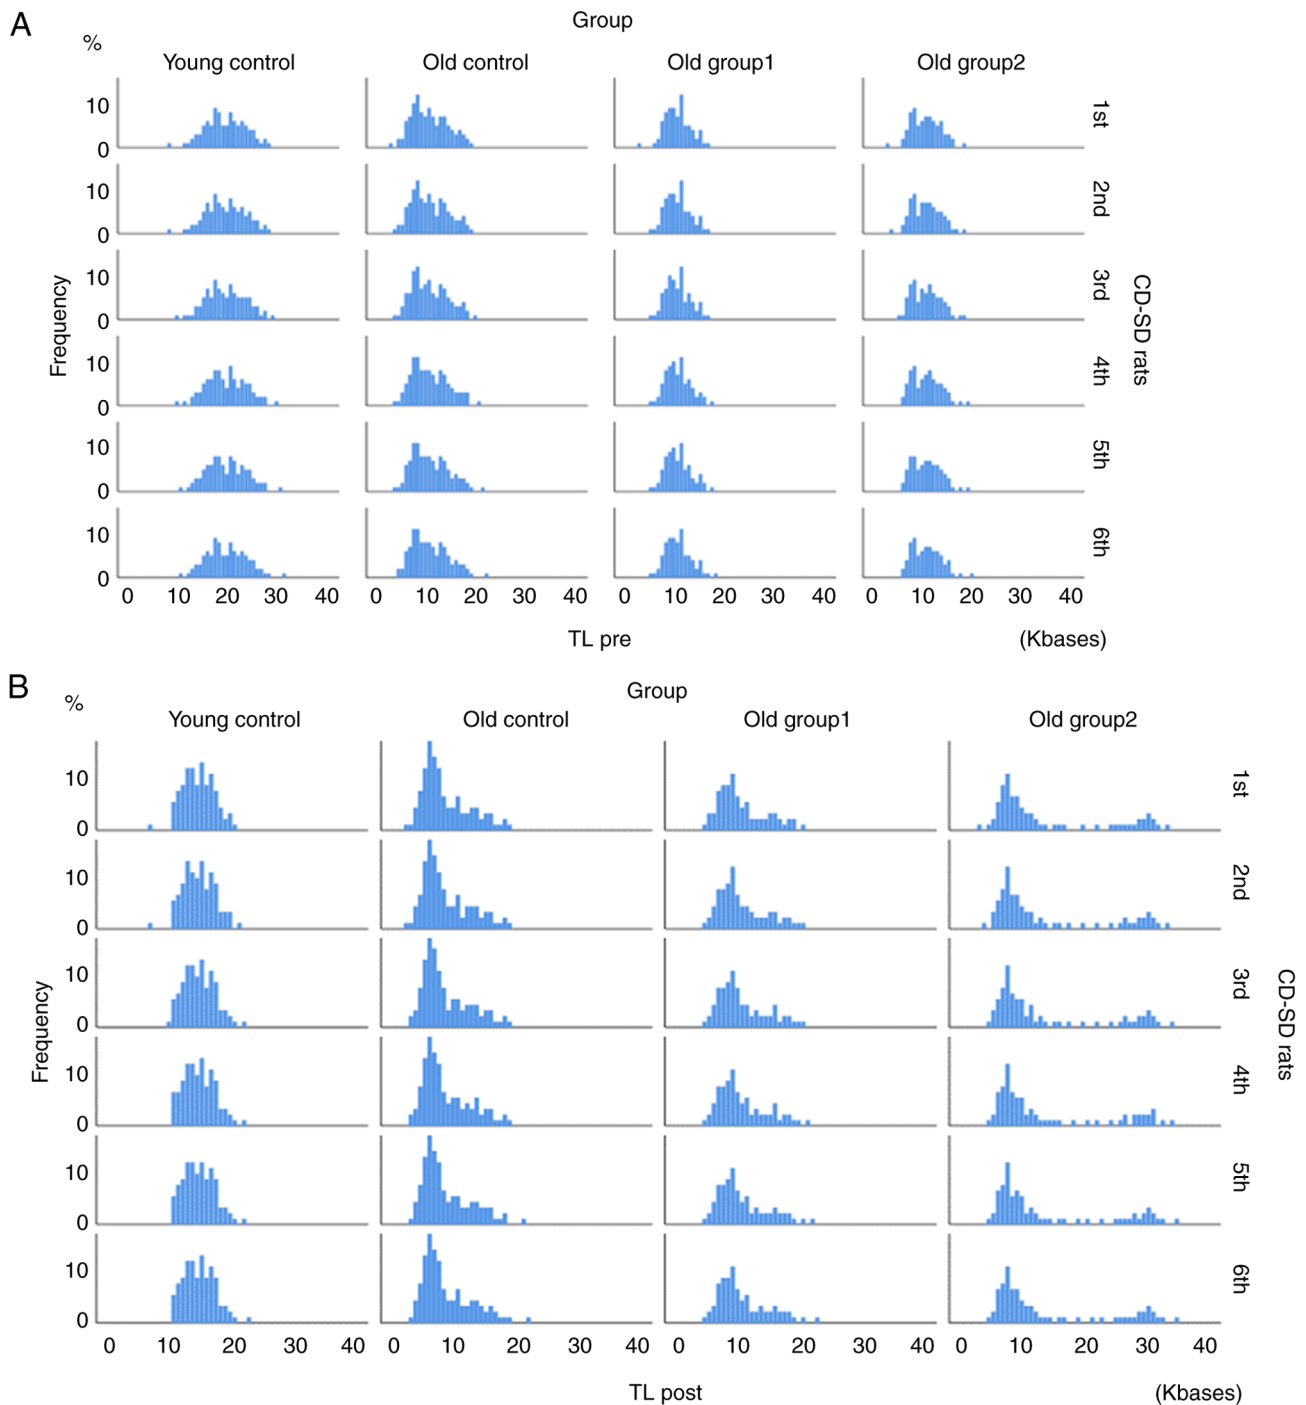 A
Group
%
Young control
Old control
Old group1
Old group2
10
0
1st
10
0
2nd
10
0
3rd
10
0
4th
10
0
5th
10
0
6th
Frequency
CD-SD rats
0 10 20 30 40
0 10 20 30 40
0 10 20 30 40
0 10 20 30 40
TL pre
(Kbases)
B
Group
%
Young control
Old control
Old group1
Old group2
10
0
1st
10
0
2nd
10
0
3rd
10
0
4th
10
0
5th
10
0
6th
Frequency
CD-SD rats
0 10 20 30 40
0 10 20 30 40
0 10 20 30 40
0 10 20 30 40
TL post
(Kbases)